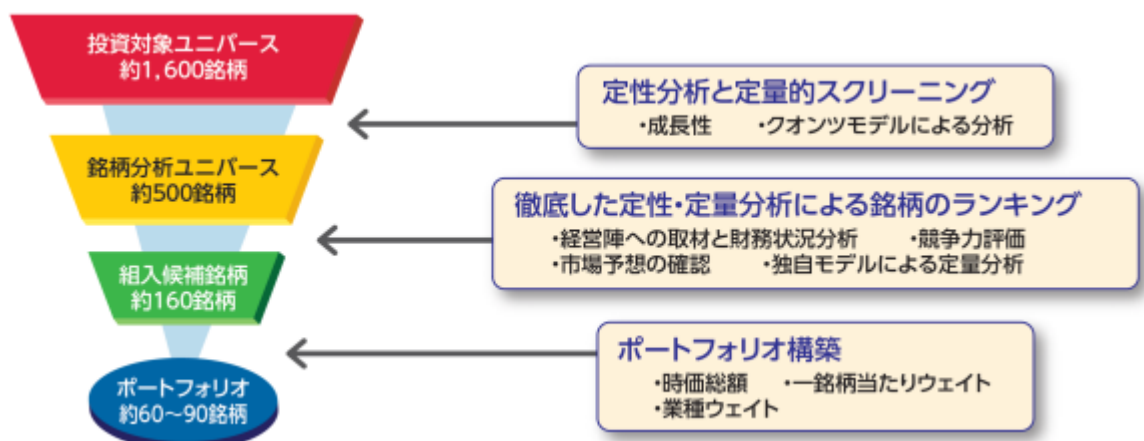 投資対象ユニバース
約1,600銘柄
定性分析と定量的スクリーニング
・成長性 ・クオンツモデルによる分析
銘柄分析ユニバース
約500銘柄
徹底した定性・定量分析による銘柄のランキング
・経営陣への取材と財務状況分析 ・競争力評価
・市場予想の確認 ・独自モデルによる定量分析
組入候補銘柄
約160銘柄
ポートフォリオ構築
・時価総額 ・一銘柄当たりウェイト
・業種ウェイト
ポートフォリオ
約60〜90銘柄